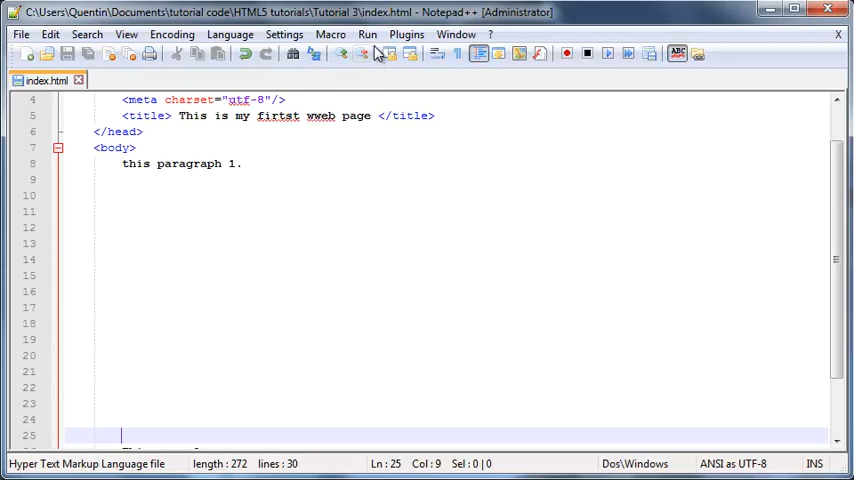 C:\Users\Quentin\Documents\tutorial code\HTML5 tutorials\Tutorial 3\index.html - Notepad++ [Administrator]
File Edit Search View Encoding Language Settings Macro Run Plugins Window ? X
index.html
4 <meta charset="utf-8"/>
5 <title> This is my firtst wweb page </title>
6 </head>
7 <body>
8 this paragraph 1.
9
10
11
12
13
14
15
16
17
18
19
20
21
22
23
24
25
Hyper Text Markup Language file length : 272 lines : 30 Ln : 25 Col : 9 Sel : 0 | 0 Dos\Windows ANSI as UTF-8 INS